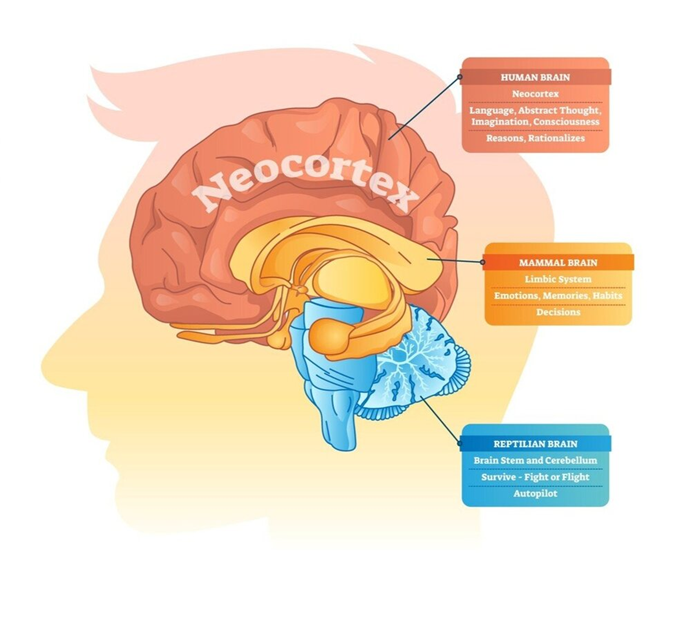 Neocortex
HUMAN BRAIN
Neocortex
Language, Abstract Thought,
Imagination, Consciousness
Reasons, Rationalizes
MAMMAL BRAIN
Limbic System
Emotions, Memories, Habits
Decisions
REPTILIAN BRAIN
Brain Stem and Cerebellum
Survive - Fight or Flight
Autopilot